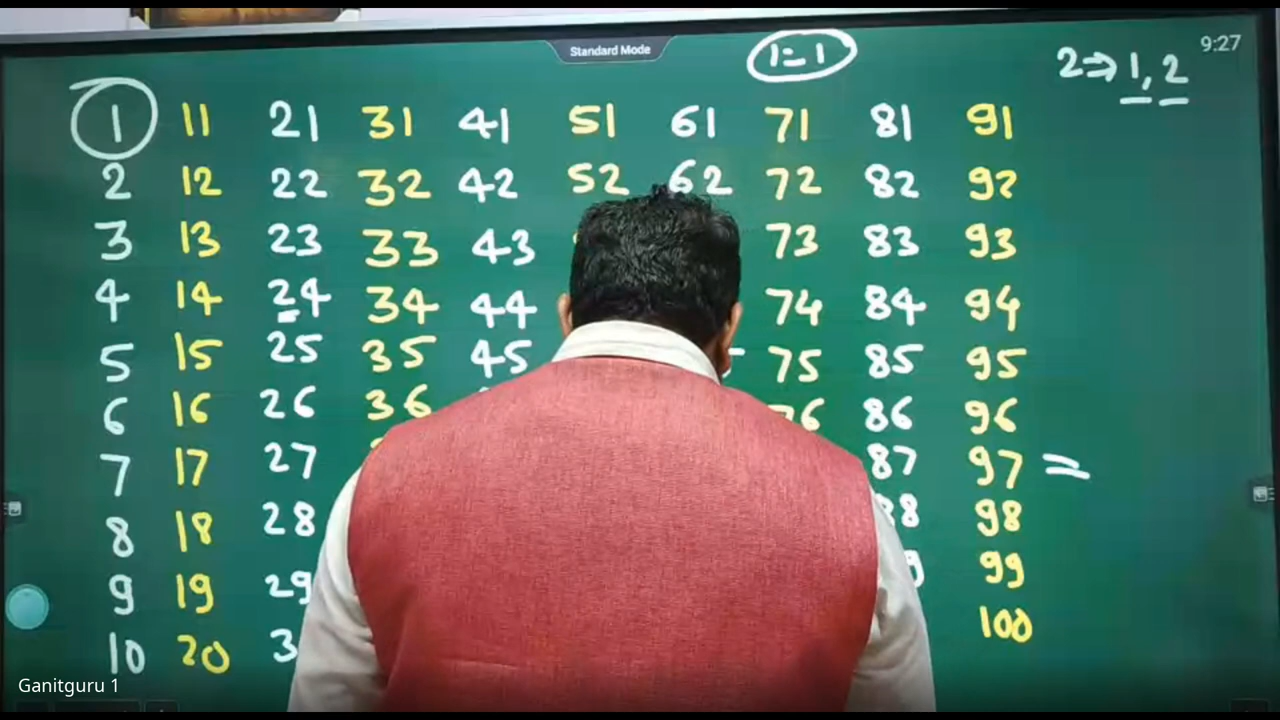 Standard Mode
1=1
9:27
2⇒1,2
1 11 21 31 41 51 61 71 81 91
2 12 22 32 42 52 62 72 82 92
3 13 23 33 43 73 83 93
4 14 24 34 44 74 84 94
5 15 25 35 45 75 85 95
6 16 26 36 76 86 96
7 17 27 87 97 =
8 18 28 98
9 19 29 99
10 20 100
Ganitguru 1